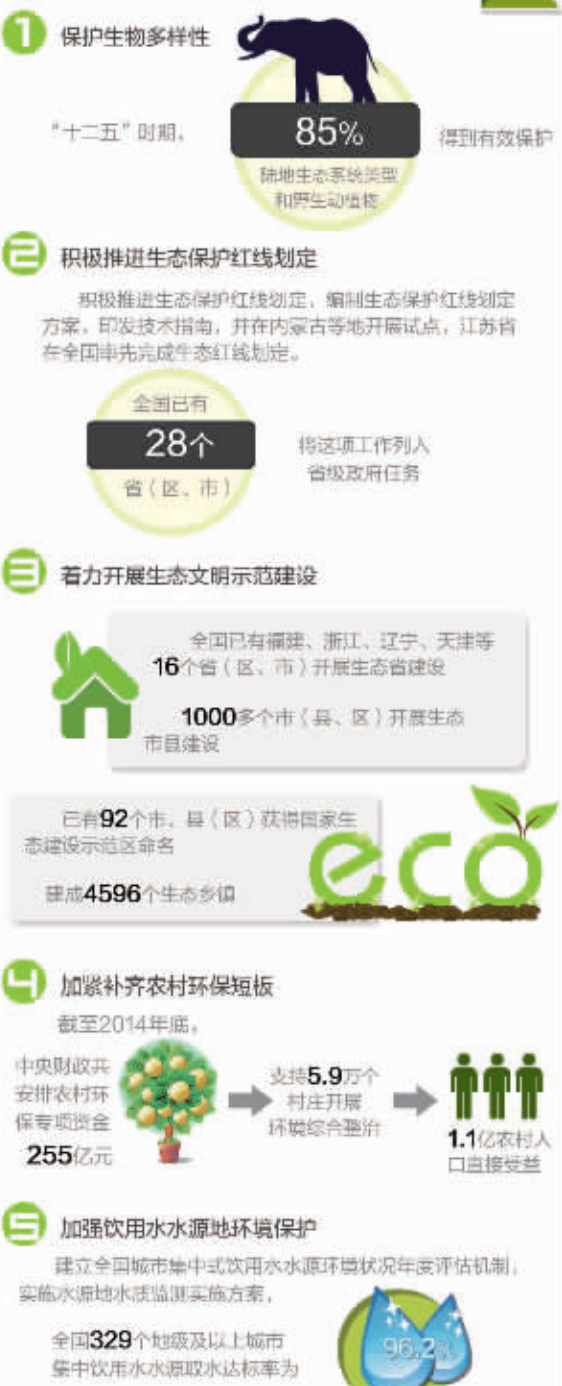 1 保护生物多样性
“十二五”时期，
85%
得到有效保护
陆地生态系统类型
和野生动植物
2 积极推进生态保护红线划定
积极推进生态保护红线划定，编制生态保护红线划定
方案，印发技术指南，并在内蒙古等地开展试点，江苏省
在全国率先完成生态红线划定。
全国已有
28个
省（区、市）
将这项工作列入
省级政府任务
3 着力开展生态文明示范建设
全国已有福建、浙江、辽宁、天津等
16个省（区、市）开展生态省建设
1000多个市（县、区）开展生态
市县建设
已有92个市、县（区）获得国家生
态建设示范区命名
建成4596个生态乡镇
eco
4 加紧补齐农村环保短板
截至2014年底，
中央财政共
安排农村环
保专项资金
255亿元
支持5.9万个
村庄开展
环境综合整治
1.1亿农村人
口直接受益
5 加强饮用水水源地环境保护
建立全国城市集中式饮用水水源环境状况年度评估机制，
实施水源地水质监测实施方案，
全国329个地级及以上城市
集中饮用水水源取水达标率为
96.2%